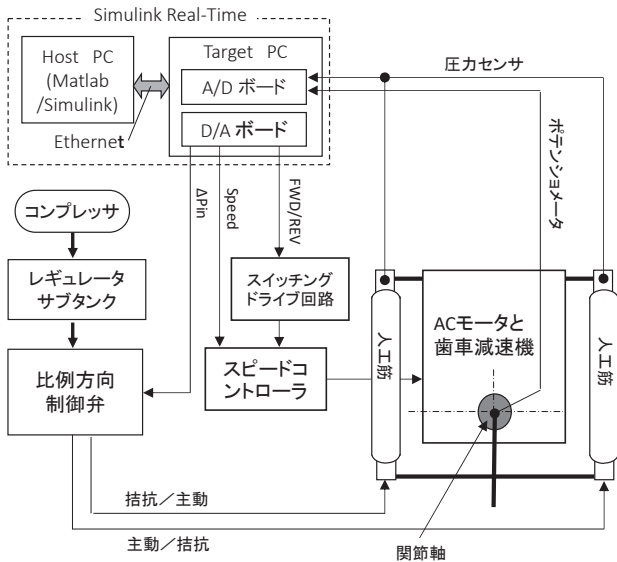 Simulink Real-Time
Host PC
(Matlab
/Simulink)
Ethernet
Target PC
A/D ボード
D/A ボード
圧力センサ
ポテンショメータ
ΔPin
Speed
FWD/REV
コンプレッサ
レギュレータ
サブタンク
スイッチング
ドライブ回路
比例方向
制御弁
スピードコ
ントローラ
人工筋
ACモータと
歯車減速機
人工筋
拮抗／主動
主動／拮抗
関節軸